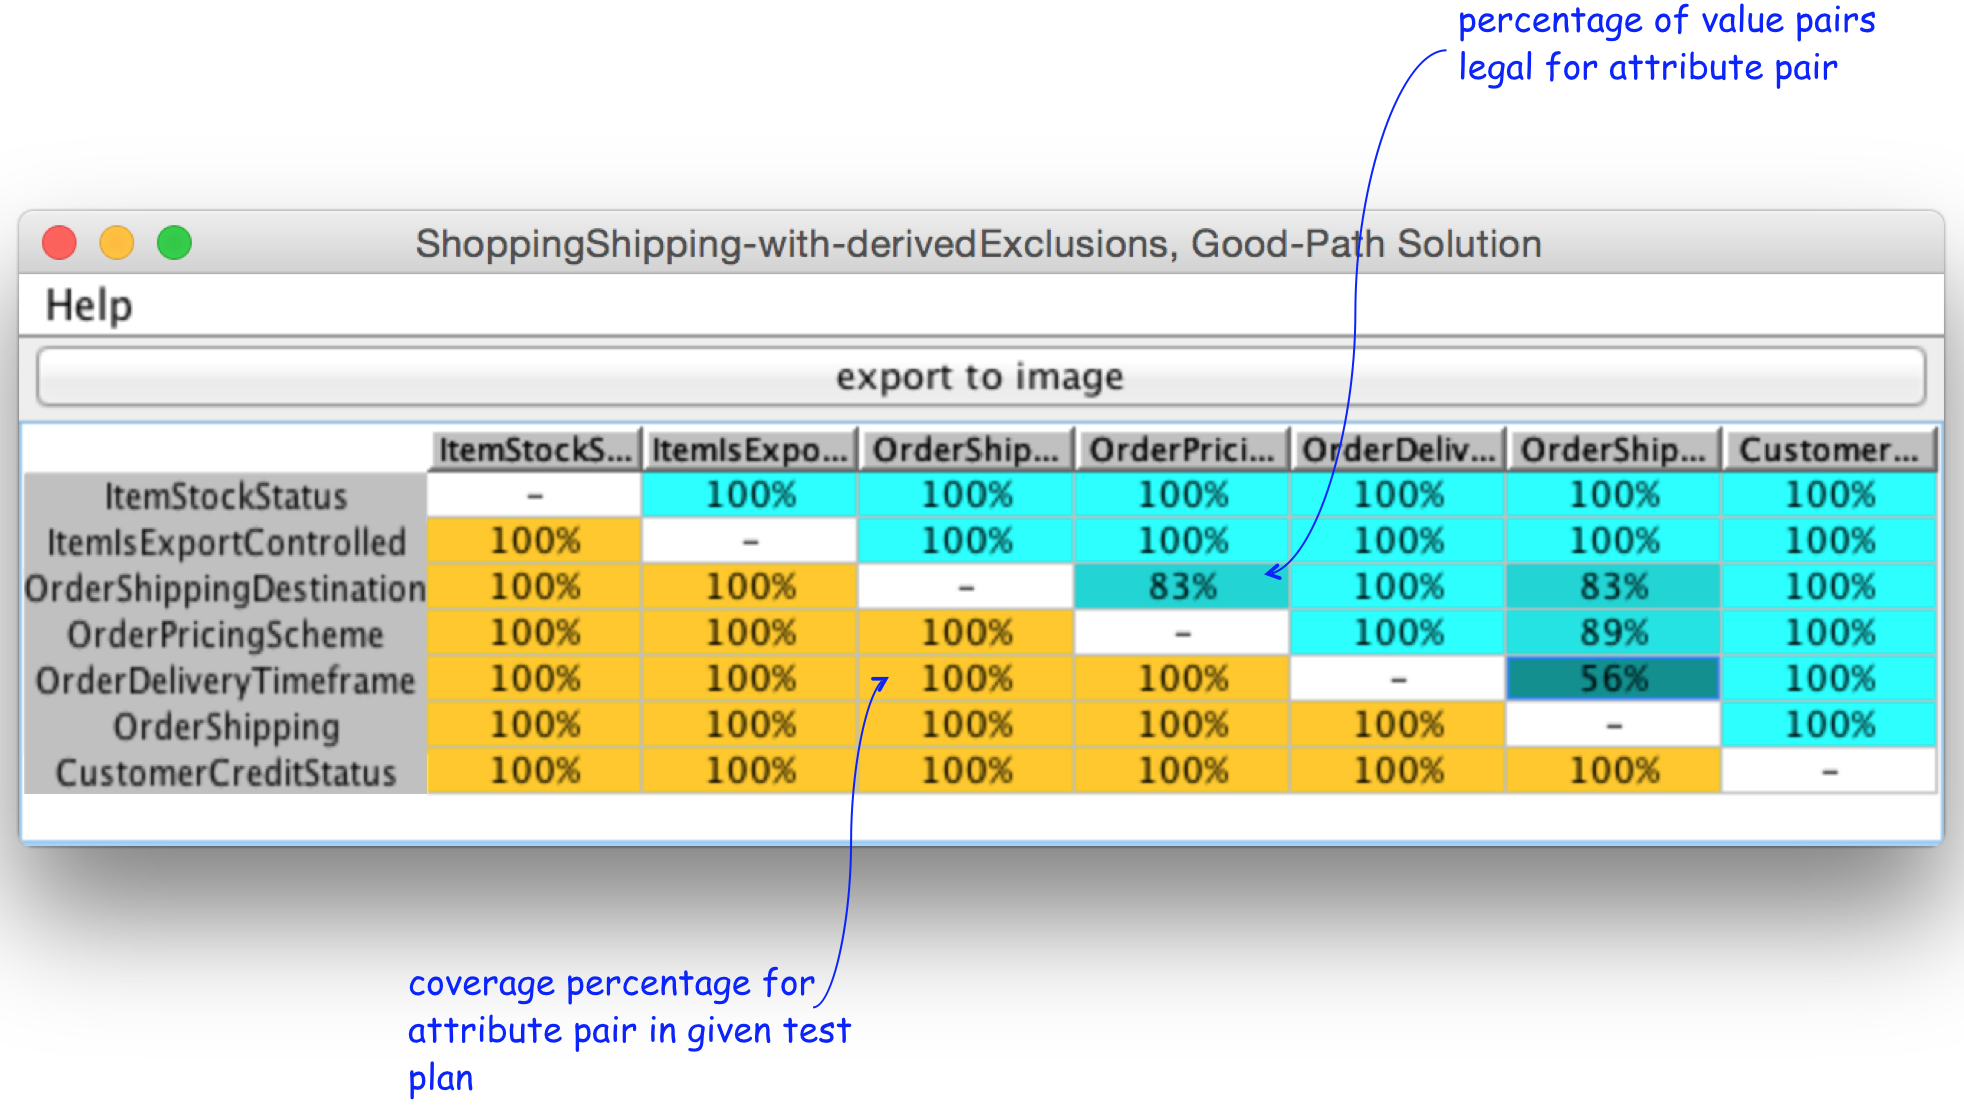 percentage of value pairs
legal for attribute pair
ShoppingShipping-with-derivedExclusions, Good-Path Solution
Help
export to image
ItemStockS... ItemIsExpo... OrderShip... OrderPrici... OrderDeliv... OrderShip... Customer...
ItemStockStatus – 100% 100% 100% 100% 100% 100%
ItemIsExportControlled 100% – 100% 100% 100% 100% 100%
OrderShippingDestination 100% 100% – 83% 100% 83% 100%
OrderPricingScheme 100% 100% 100% – 100% 89% 100%
OrderDeliveryTimeframe 100% 100% 100% 100% – 56% 100%
OrderShipping 100% 100% 100% 100% 100% – 100%
CustomerCreditStatus 100% 100% 100% 100% 100% 100% –
coverage percentage for
attribute pair in given test
plan